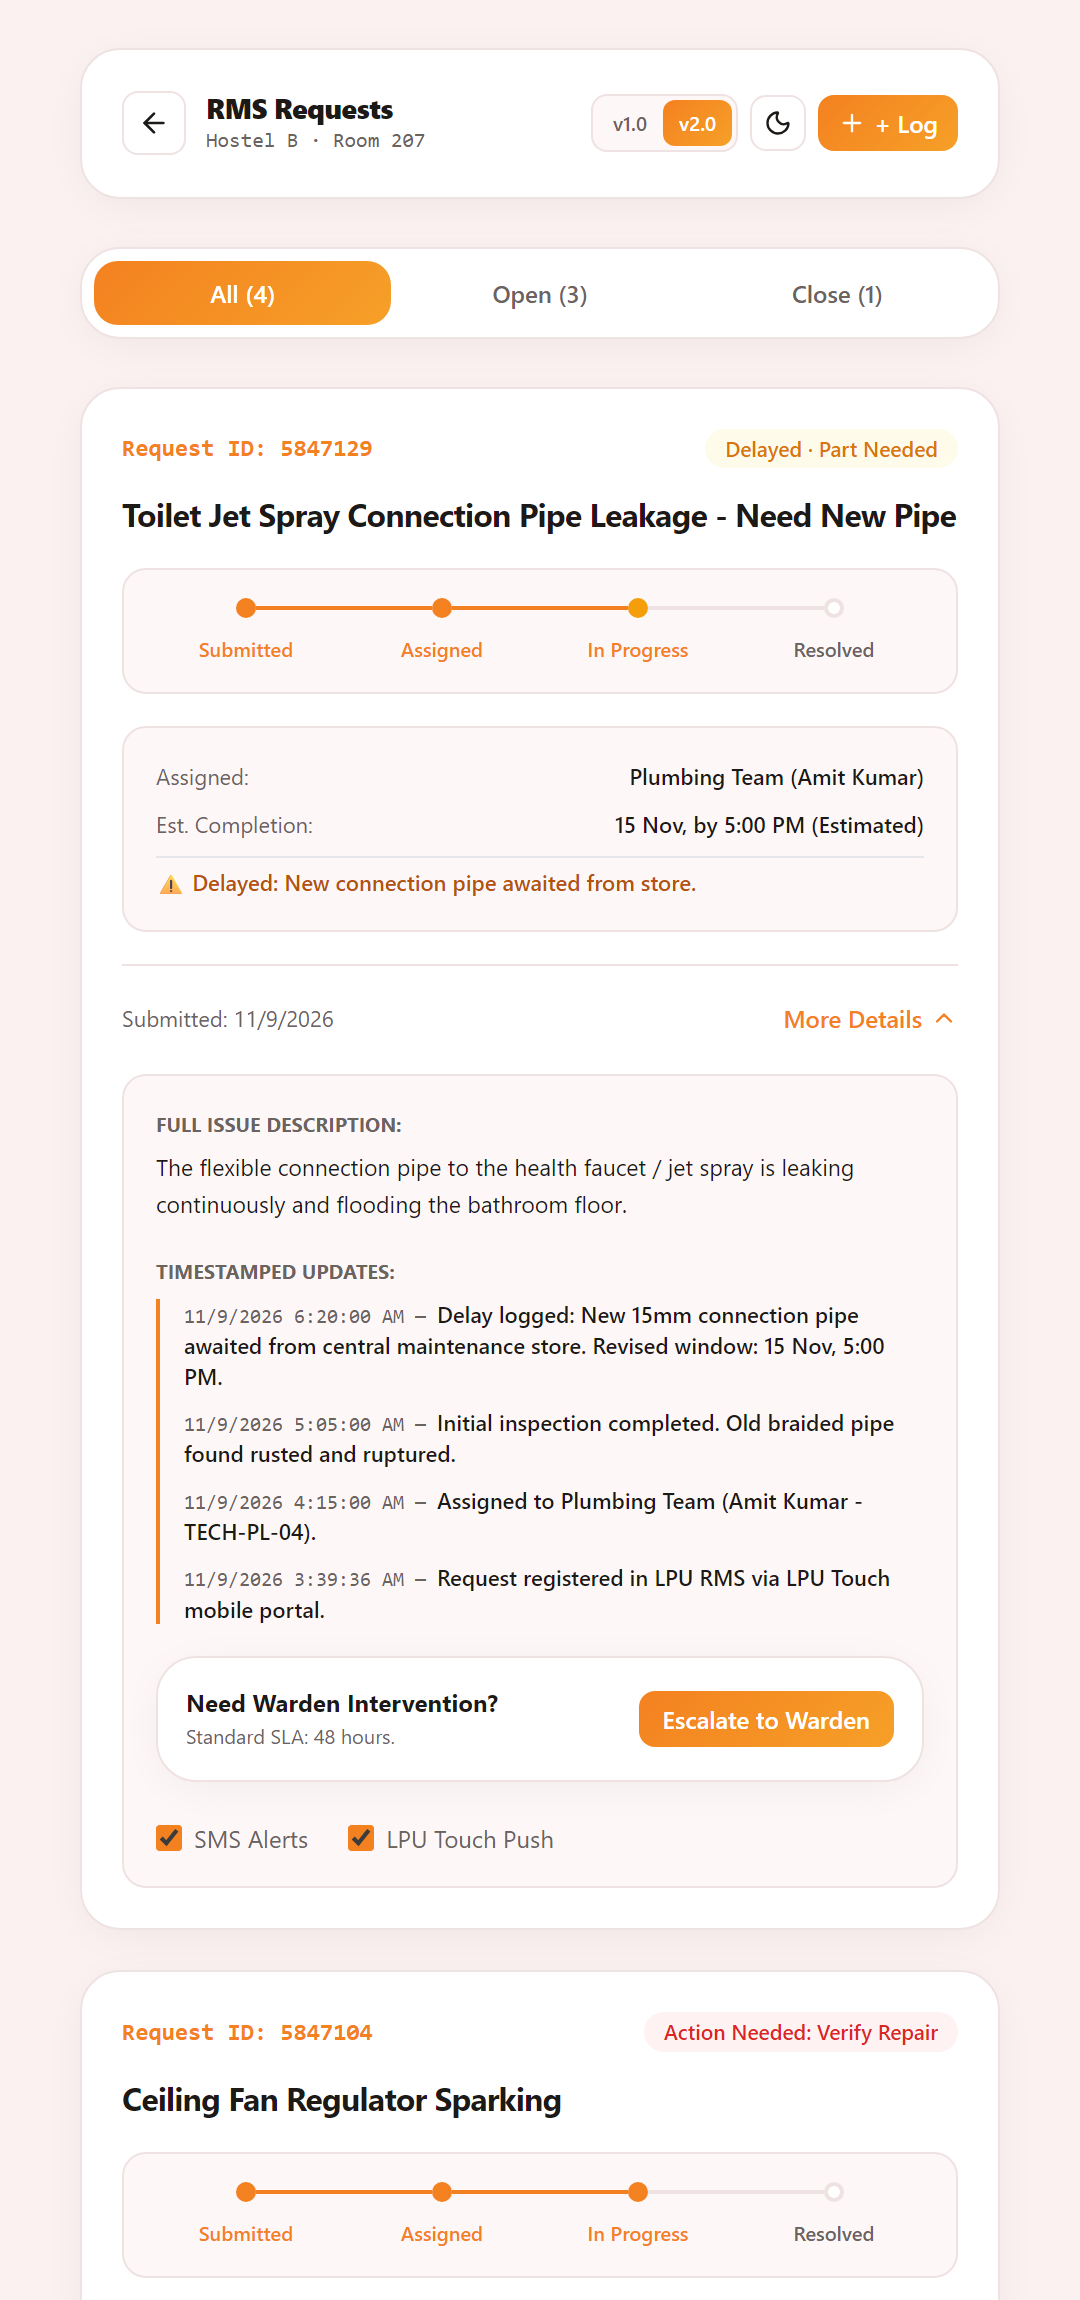 RMS Requests
Hostel B · Room 207
v1.0
v2.0
+ Log
All (4)
Open (3)
Close (1)
Request ID: 5847129
Delayed · Part Needed
Toilet Jet Spray Connection Pipe Leakage - Need New Pipe
Submitted
Assigned
In Progress
Resolved
Assigned:
Plumbing Team (Amit Kumar)
Est. Completion:
15 Nov, by 5:00 PM (Estimated)
⚠️ Delayed: New connection pipe awaited from store.
Submitted: 11/9/2026
More Details
FULL ISSUE DESCRIPTION:
The flexible connection pipe to the health faucet / jet spray is leaking
continuously and flooding the bathroom floor.
TIMESTAMPED UPDATES:
11/9/2026 6:20:00 AM — Delay logged: New 15mm connection pipe
awaited from central maintenance store. Revised window: 15 Nov, 5:00
PM.
11/9/2026 5:05:00 AM — Initial inspection completed. Old braided pipe
found rusted and ruptured.
11/9/2026 4:15:00 AM — Assigned to Plumbing Team (Amit Kumar -
TECH-PL-04).
11/9/2026 3:39:36 AM — Request registered in LPU RMS via LPU Touch
mobile portal.
Need Warden Intervention?
Standard SLA: 48 hours.
Escalate to Warden
SMS Alerts
LPU Touch Push
Request ID: 5847104
Action Needed: Verify Repair
Ceiling Fan Regulator Sparking
Submitted
Assigned
In Progress
Resolved